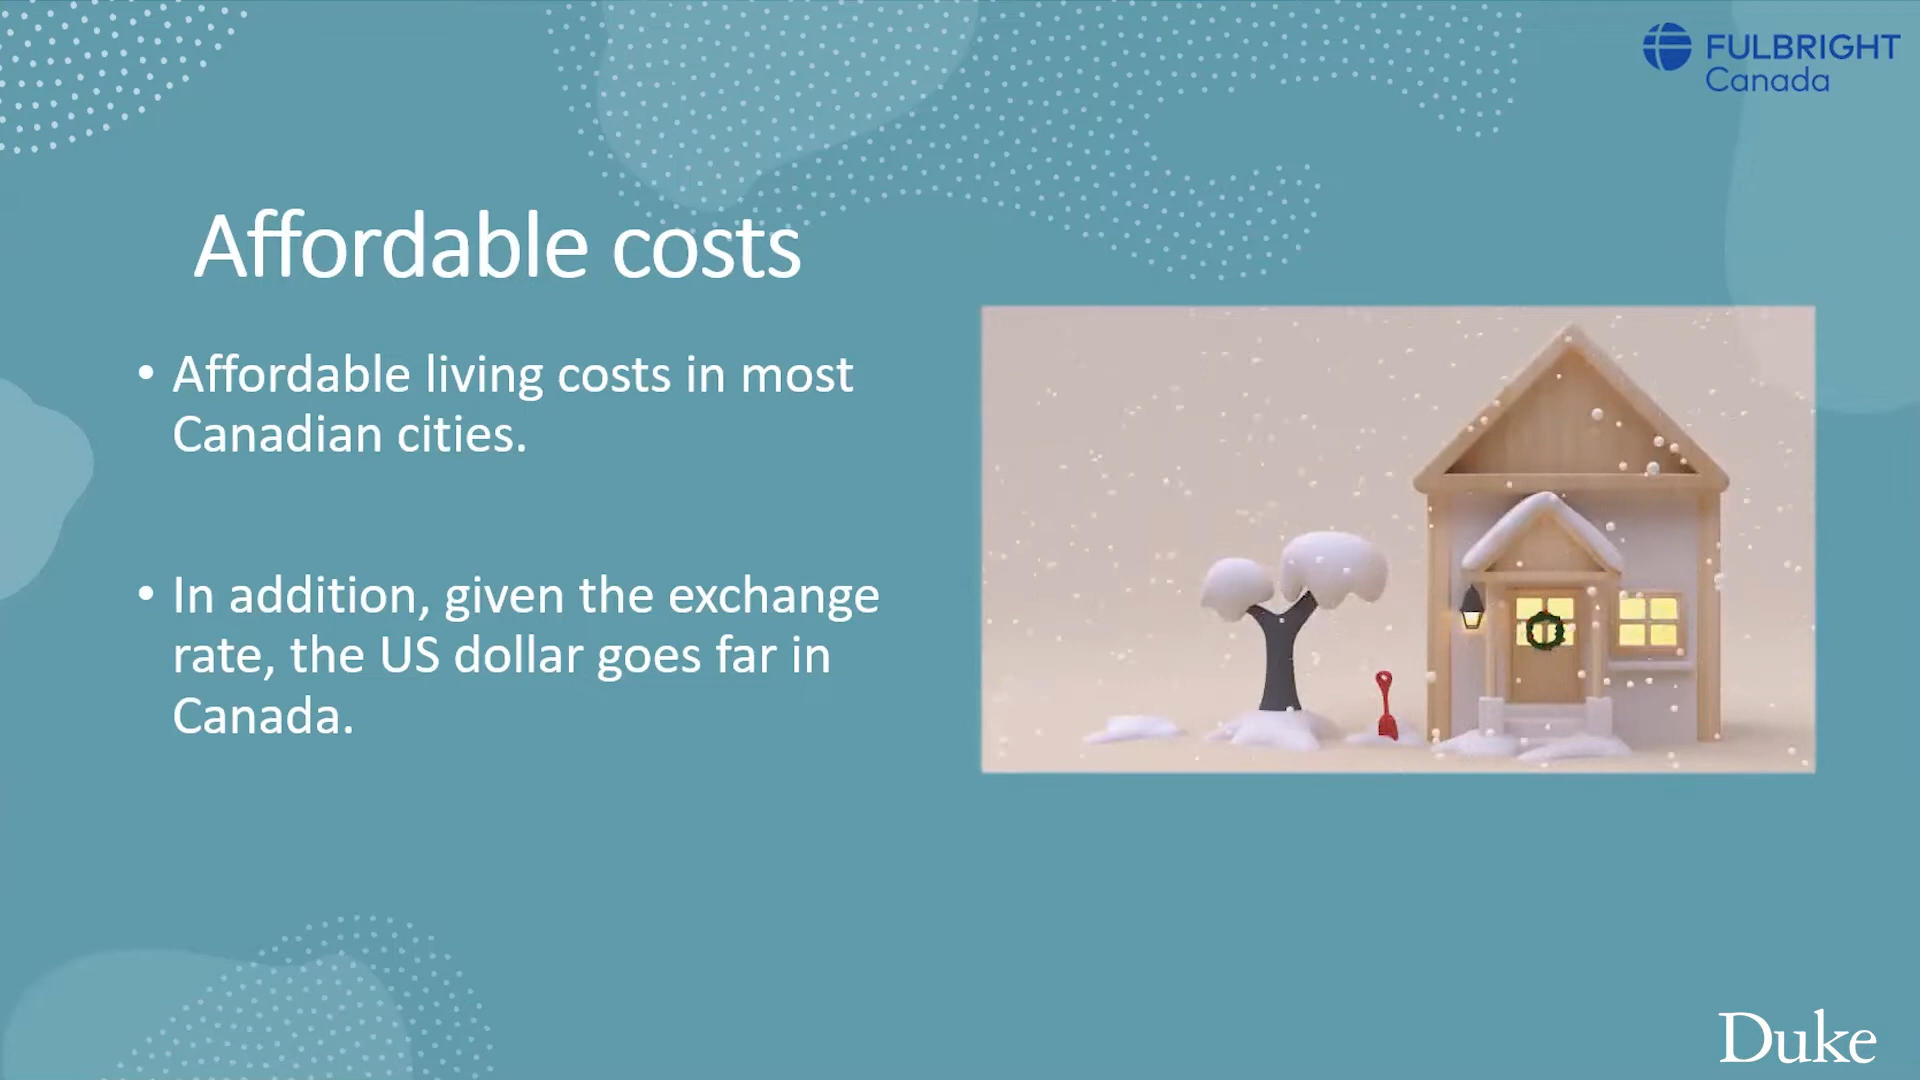 FULBRIGHT
Canada
Affordable costs
• Affordable living costs in most
Canadian cities.
• In addition, given the exchange
rate, the US dollar goes far in
Canada.
Duke